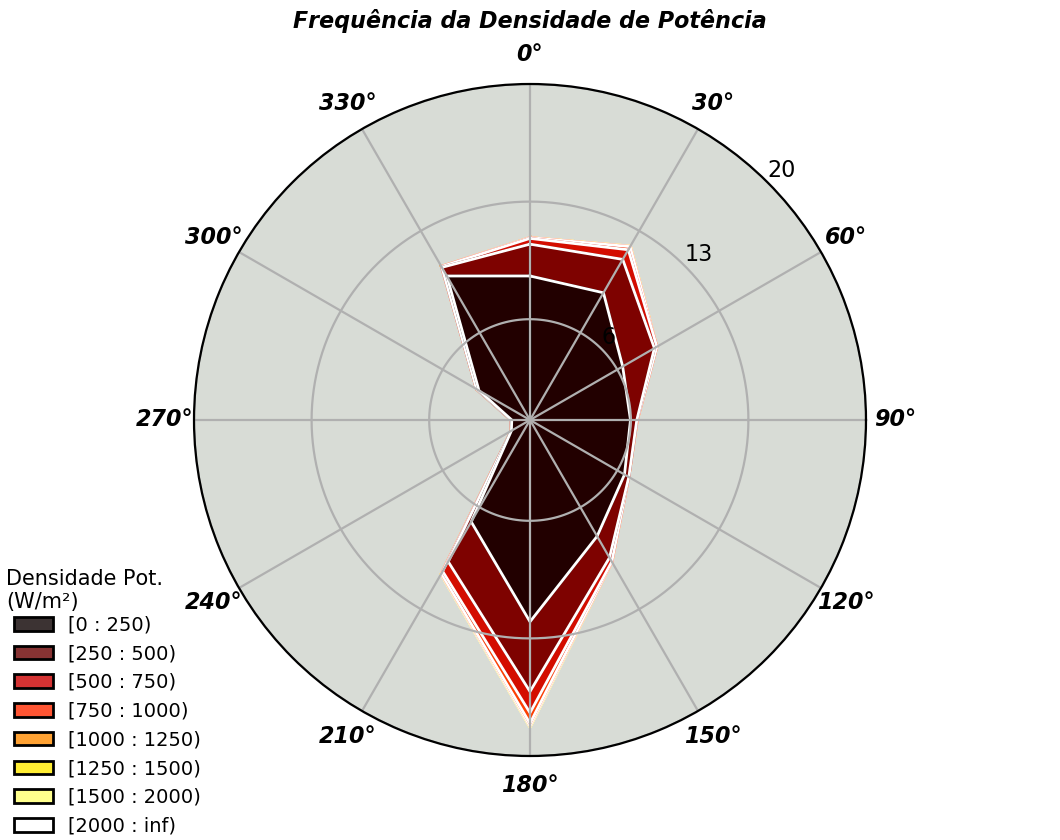 Frequência da Densidade de Potência
0°
330°
30°
20
300°
60°
13
6
270°
90°
Densidade Pot.
(W/m²)
240°
120°
[0 : 250)
[250 : 500)
[500 : 750)
[750 : 1000)
210°
150°
[1000 : 1250)
[1250 : 1500)
180°
[1500 : 2000)
[2000 : inf)